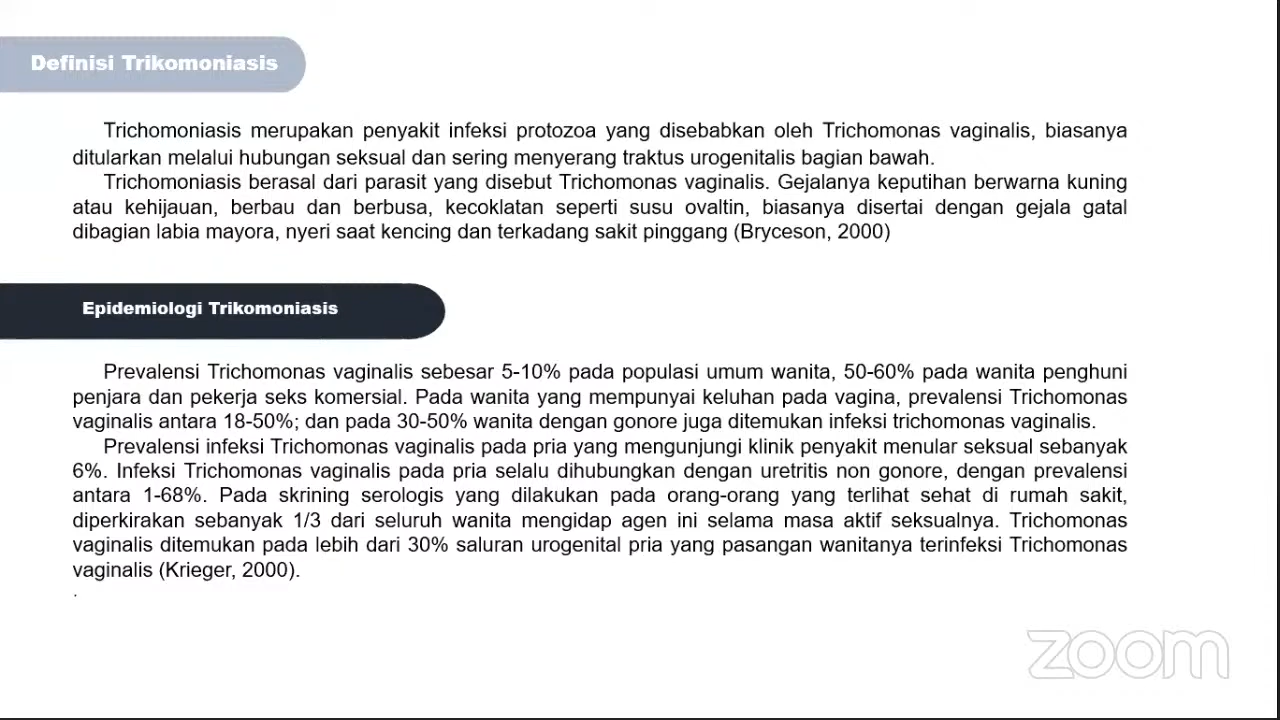 Definisi Trikomoniasis
Trichomoniasis merupakan penyakit infeksi protozoa yang disebabkan oleh Trichomonas vaginalis, biasanya
ditularkan melalui hubungan seksual dan sering menyerang traktus urogenitalis bagian bawah.
Trichomoniasis berasal dari parasit yang disebut Trichomonas vaginalis. Gejalanya keputihan berwarna kuning
atau kehijauan, berbau dan berbusa, kecoklatan seperti susu ovaltin, biasanya disertai dengan gejala gatal
dibagian labia mayora, nyeri saat kencing dan terkadang sakit pinggang (Bryceson, 2000)
Epidemiologi Trikomoniasis
Prevalensi Trichomonas vaginalis sebesar 5-10% pada populasi umum wanita, 50-60% pada wanita penghuni
penjara dan pekerja seks komersial. Pada wanita yang mempunyai keluhan pada vagina, prevalensi Trichomonas
vaginalis antara 18-50%; dan pada 30-50% wanita dengan gonore juga ditemukan infeksi trichomonas vaginalis.
Prevalensi infeksi Trichomonas vaginalis pada pria yang mengunjungi klinik penyakit menular seksual sebanyak
6%. Infeksi Trichomonas vaginalis pada pria selalu dihubungkan dengan uretritis non gonore, dengan prevalensi
antara 1-68%. Pada skrining serologis yang dilakukan pada orang-orang yang terlihat sehat di rumah sakit,
diperkirakan sebanyak 1/3 dari seluruh wanita mengidap agen ini selama masa aktif seksualnya. Trichomonas
vaginalis ditemukan pada lebih dari 30% saluran urogenital pria yang pasangan wanitanya terinfeksi Trichomonas
vaginalis (Krieger, 2000).
.
zoom